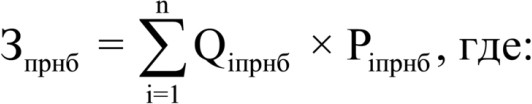 З_прнб = ∑_{i=1}^{n} Q_iпрнб × P_iпрнб, где: